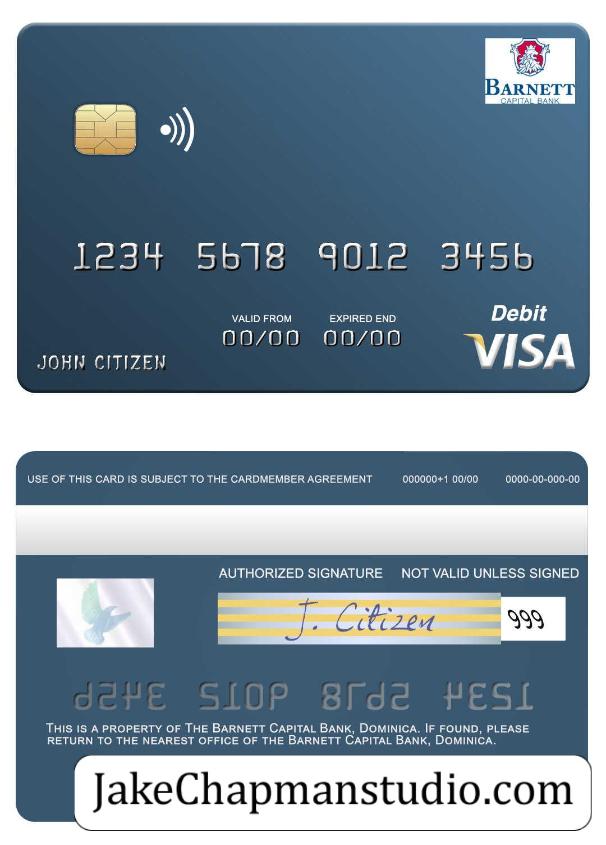 BARNETT
CAPITAL BANK
1234 5678 9012 3456
VALID FROM EXPIRED END
00/00 00/00
JOHN CITIZEN
Debit
VISA
USE OF THIS CARD IS SUBJECT TO THE CARDMEMBER AGREEMENT 000000+1 00/00 0000-00-000-00
AUTHORIZED SIGNATURE NOT VALID UNLESS SIGNED
J. Citizen
999
THIS IS A PROPERTY OF THE BARNETT CAPITAL BANK, DOMINICA. IF FOUND, PLEASE
RETURN TO THE NEAREST OFFICE OF THE BARNETT CAPITAL BANK, DOMINICA.
JakeChapmanstudio.com